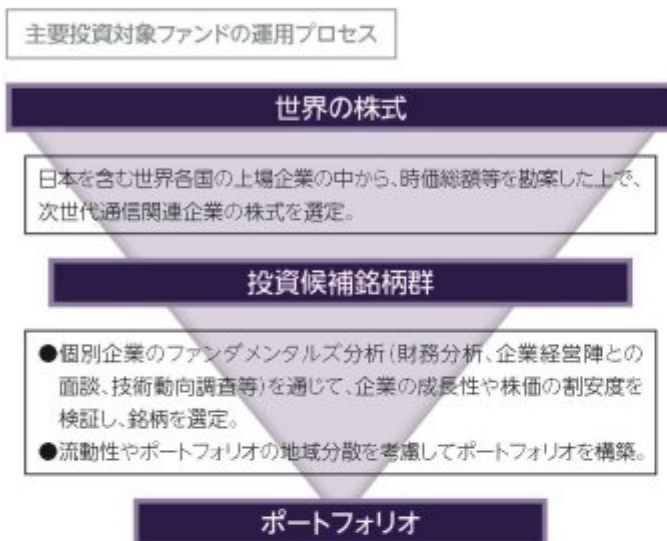 主要投資対象ファンドの運用プロセス
世界の株式
日本を含む世界各国の上場企業の中から、時価総額等を勘案した上で、
次世代通信関連企業の株式を選定。
投資候補銘柄群
●個別企業のファンダメンタルズ分析(財務分析、企業経営陣との
面談、技術動向調査等)を通じて、企業の成長性や株価の割安度を
検証し、銘柄を選定。
●流動性やポートフォリオの地域分散を考慮してポートフォリオを構築。
ポートフォリオ